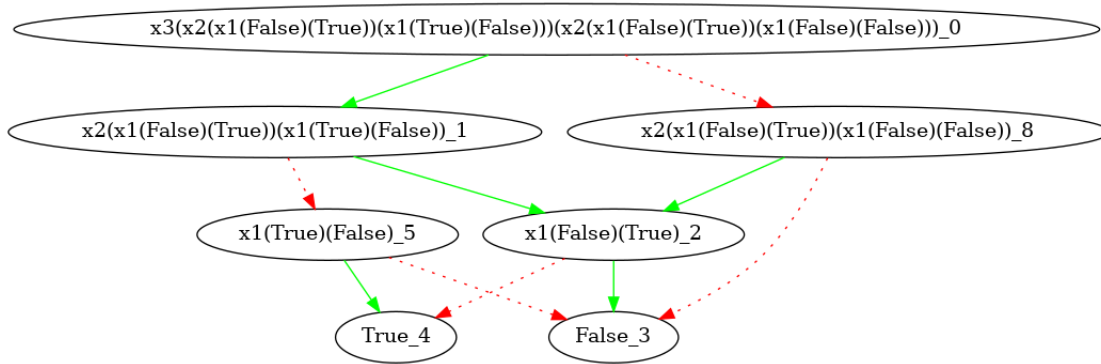 x3(x2(x1(False)(True))(x1(True)(False)))(x2(x1(False)(True))(x1(False)(False)))_0
x2(x1(False)(True))(x1(True)(False))_1
x2(x1(False)(True))(x1(False)(False))_8
x1(True)(False)_5
x1(False)(True)_2
True_4
False_3